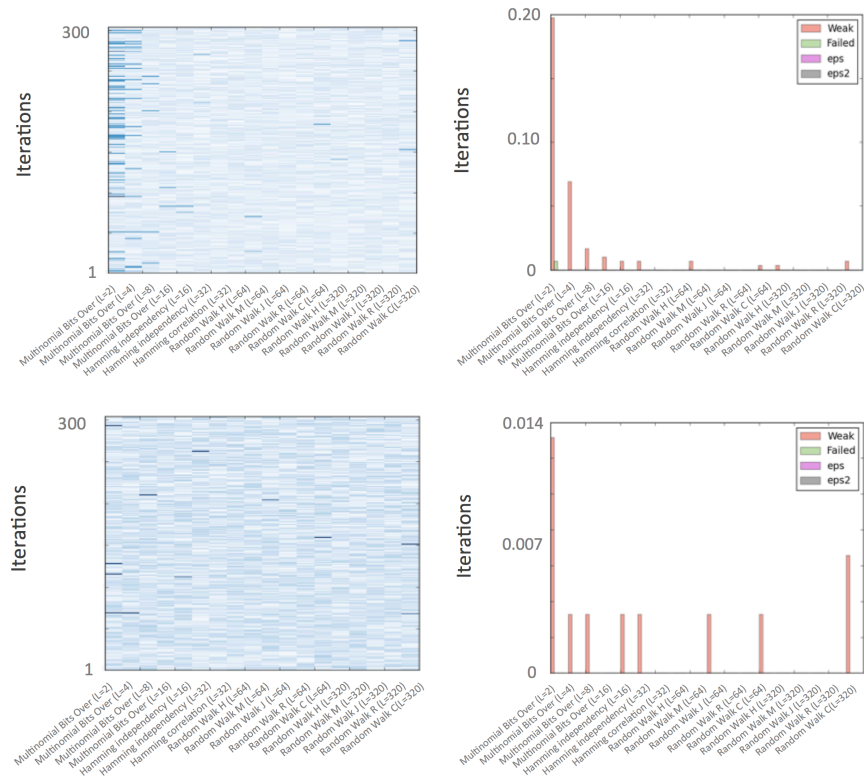 300
Iterations
1
Multinomial Bits Over (L=2)
Multinomial Bits Over (L=4)
Multinomial Bits Over (L=8)
Multinomial Bits Over (L=16)
Hamming independency (L=16)
Hamming independency (L=32)
Hamming correlation (L=32)
Random Walk H (L=64)
Random Walk M (L=64)
Random Walk J (L=64)
Random Walk R (L=64)
Random Walk C (L=64)
Random Walk H (L=320)
Random Walk M (L=320)
Random Walk J (L=320)
Random Walk R (L=320)
Random Walk C(L=320)
0.20
0.10
0
Iterations
Weak
Failed
eps
eps2
Multinomial Bits Over (L=2)
Multinomial Bits Over (L=4)
Multinomial Bits Over (L=8)
Multinomial Bits Over (L=16)
Hamming independency (L=16)
Hamming independency (L=32)
Hamming correlation (L=32)
Random Walk H (L=64)
Random Walk M (L=64)
Random Walk J (L=64)
Random Walk R (L=64)
Random Walk C (L=64)
Random Walk H (L=320)
Random Walk M (L=320)
Random Walk J (L=320)
Random Walk R (L=320)
Random Walk C(L=320)
300
Iterations
1
Multinomial Bits Over (L=2)
Multinomial Bits Over (L=4)
Multinomial Bits Over (L=8)
Multinomial Bits Over (L=16)
Hamming independency (L=16)
Hamming independency (L=32)
Hamming correlation (L=32)
Random Walk H (L=64)
Random Walk M (L=64)
Random Walk J (L=64)
Random Walk R (L=64)
Random Walk C (L=64)
Random Walk H (L=320)
Random Walk M (L=320)
Random Walk J (L=320)
Random Walk R (L=320)
Random Walk C(L=320)
0.014
0.007
0
Iterations
Weak
Failed
eps
eps2
Multinomial Bits Over (L=2)
Multinomial Bits Over (L=4)
Multinomial Bits Over (L=8)
Multinomial Bits Over (L=16)
Hamming independency (L=16)
Hamming independency (L=32)
Hamming correlation (L=32)
Random Walk H (L=64)
Random Walk M (L=64)
Random Walk J (L=64)
Random Walk R (L=64)
Random Walk C (L=64)
Random Walk H (L=320)
Random Walk M (L=320)
Random Walk J (L=320)
Random Walk R (L=320)
Random Walk C(L=320)